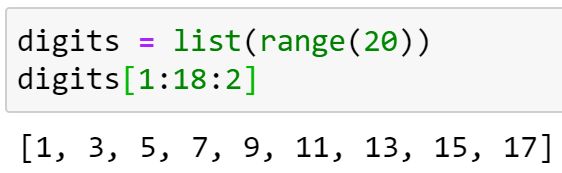 digits = list(range(20))
digits[1:18:2]
[1, 3, 5, 7, 9, 11, 13, 15, 17]